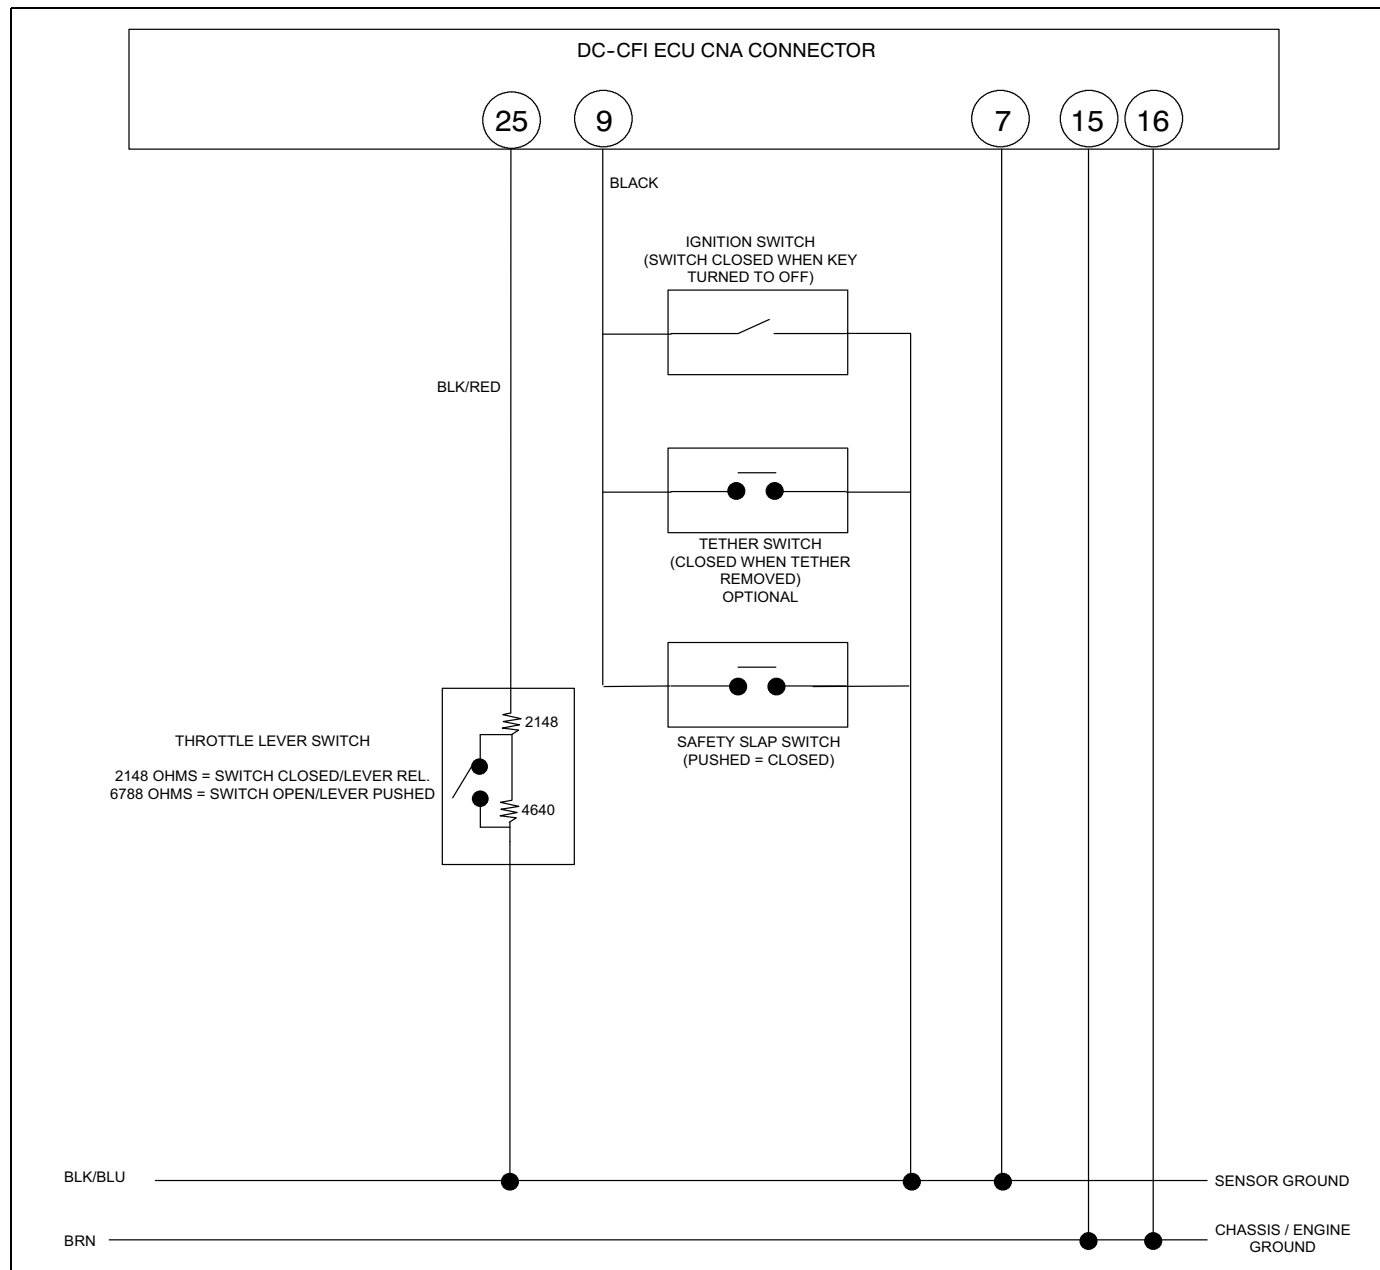 DC-CFI ECU CNA CONNECTOR
25
9
7
15
16
BLACK
IGNITION SWITCH
(SWITCH CLOSED WHEN KEY
TURNED TO OFF)
BLK/RED
TETHER SWITCH
(CLOSED WHEN TETHER
REMOVED)
OPTIONAL
2148
THROTTLE LEVER SWITCH
2148 OHMS = SWITCH CLOSED/LEVER REL.
6788 OHMS = SWITCH OPEN/LEVER PUSHED
4640
SAFETY SLAP SWITCH
(PUSHED = CLOSED)
BLK/BLU
SENSOR GROUND
BRN
CHASSIS / ENGINE
GROUND